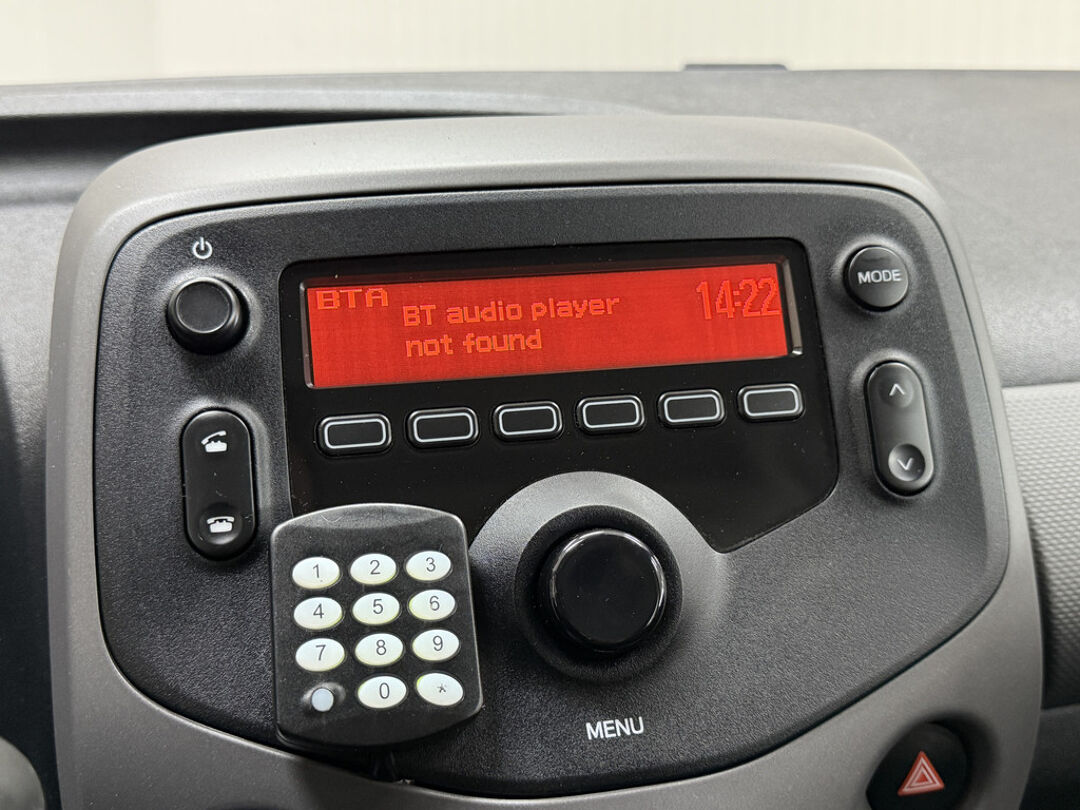 BTA
BT audio player
not found
14:22
MODE
1 2 3
4 5 6
7 8 9
0 *
MENU